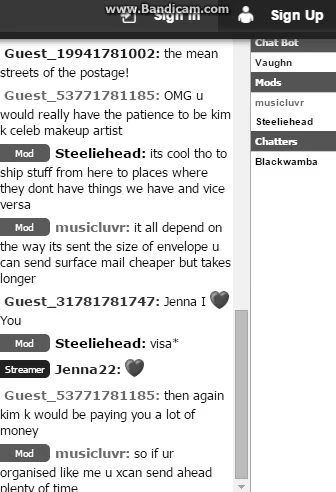 www.Bandicam.com
Sign In
Sign Up
Guest_19941781002: the mean
streets of the postage!
Guest_53771781185: OMG u
would really have the patience to be kim
k celeb makeup artist
Mod Steeliehead: its cool tho to
ship stuff from here to places where
they dont have things we have and vice
versa
Mod musicluvr: it all depend on
the way its sent the size of envelope u
can send surface mail cheaper but takes
longer
Guest_31781781747: Jenna I 🖤
You
Mod Steeliehead: visa*
Streamer Jenna22: 🖤
Guest_53771781185: then again
kim k would be paying you a lot of
money
Mod musicluvr: so if ur
organised like me u xcan send ahead
plenty of time
Chat Bot
Vaughn
Mods
musicluvr
Steeliehead
Chatters
Blackwamba